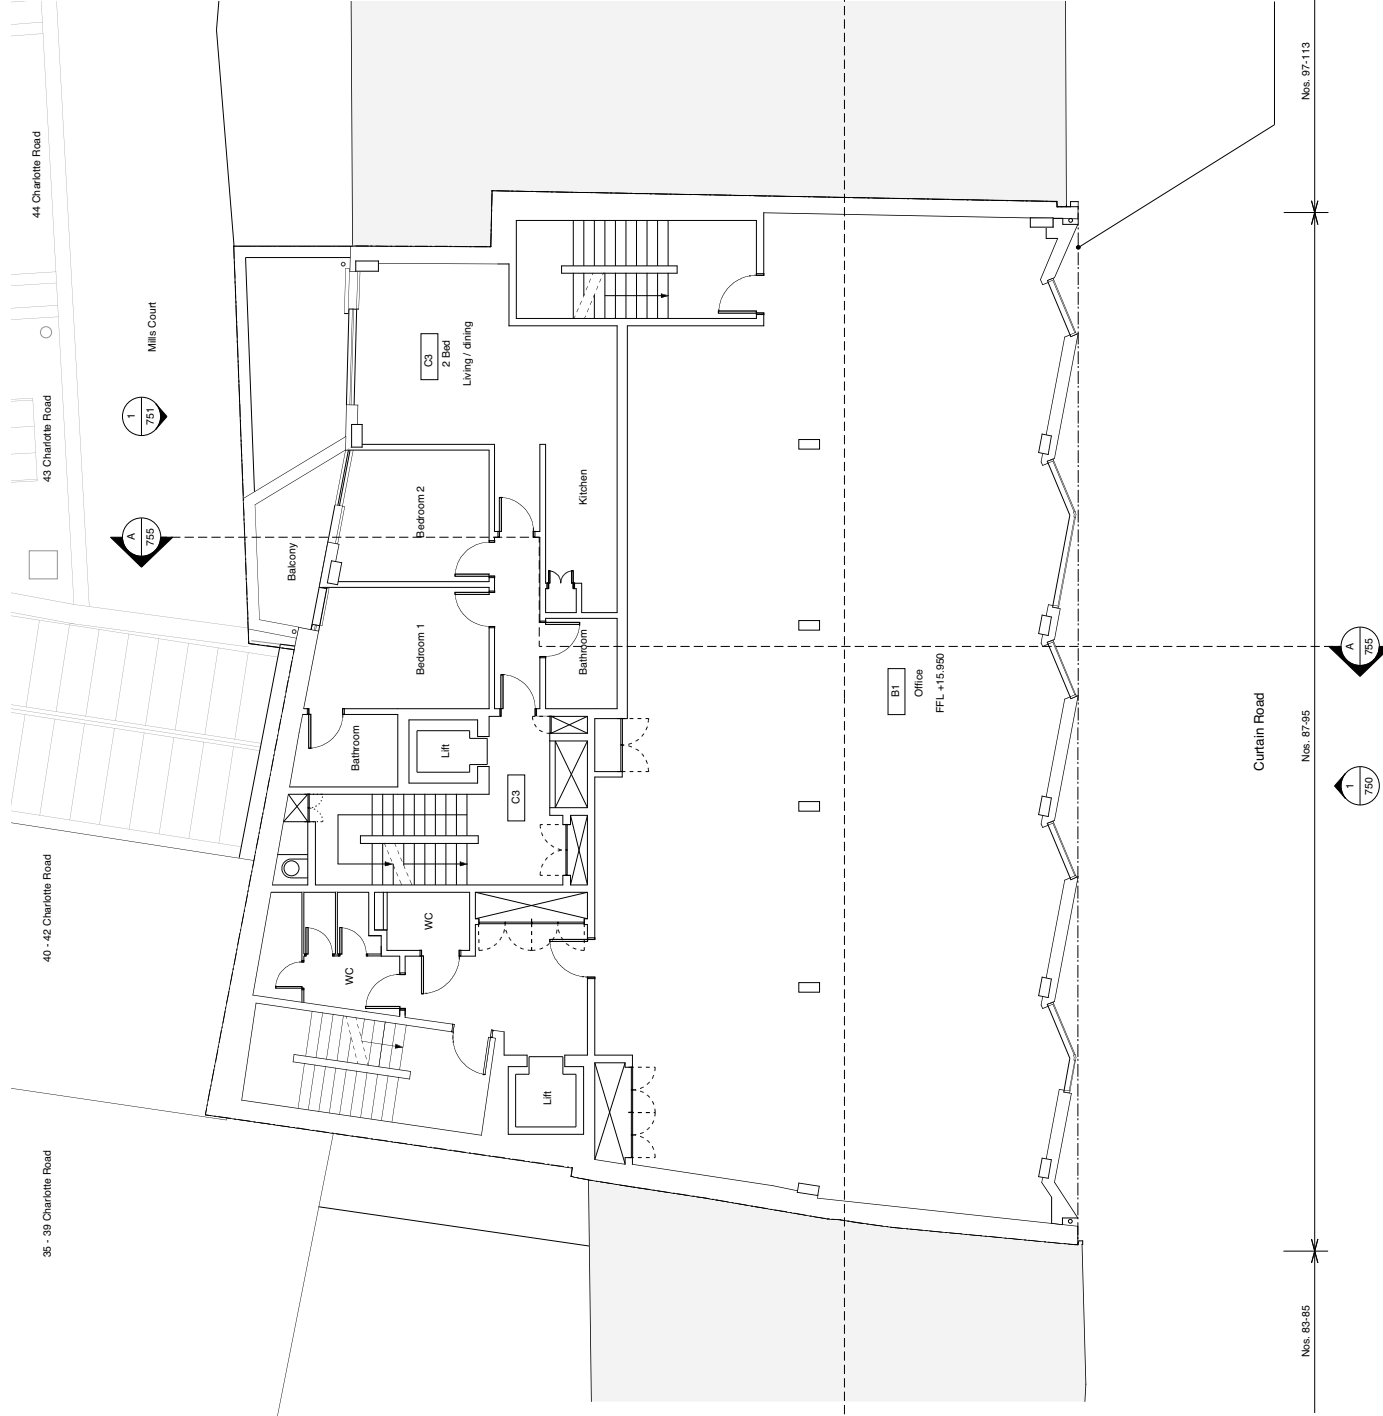 44 Charlotte Road
43 Charlotte Road
40 - 42 Charlotte Road
35 - 39 Charlotte Road
Mills Court
1
751
A
755
Balcony
C3
2 Bed
Living / dining
Bedroom 2
Kitchen
Bedroom 1
Bathroom
Bathroom
Lift
C3
WC
WC
Lift
B1
Office
FFL +15.950
Curtain Road
Nos. 97-113
Nos. 87-95
Nos. 83-85
A
755
1
750